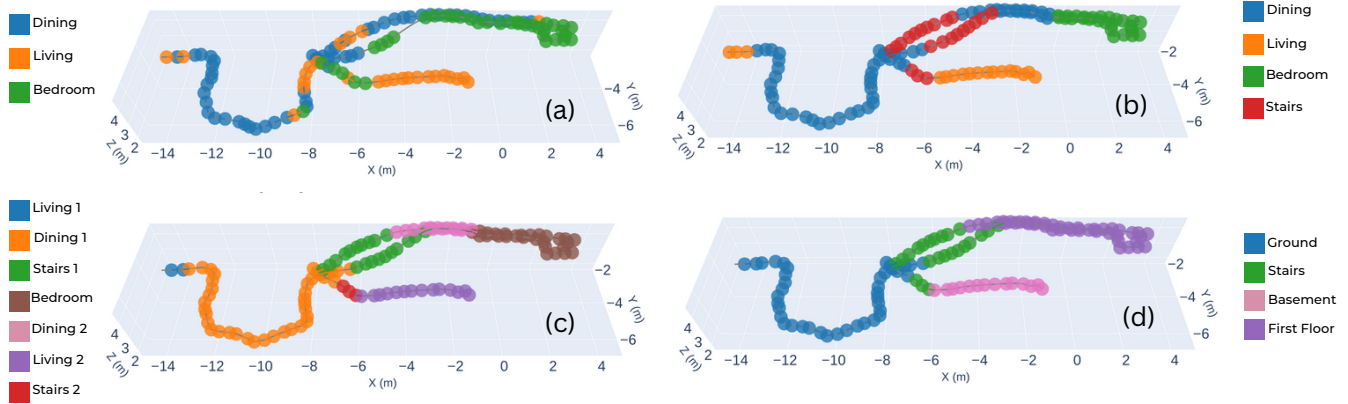 Dining
Living
Bedroom
(a)
−4
−6
Y (m)
4
3
2
Z (m)
−14
−12
−10
−8
−6
−4
−2
0
2
4
X (m)
(b)
−2
−4
−6
Y (m)
4
3
2
Z (m)
−14
−12
−10
−8
−6
−4
−2
0
2
4
X (m)
Dining
Living
Bedroom
Stairs
Living 1
Dining 1
Stairs 1
Bedroom
Dining 2
Living 2
Stairs 2
(c)
−2
−4
−6
Y (m)
4
3
2
Z (m)
−14
−12
−10
−8
−6
−4
−2
0
2
4
X (m)
(d)
−2
−4
−6
Y (m)
4
3
2
Z (m)
−14
−12
−10
−8
−6
−4
−2
0
2
4
X (m)
Ground
Stairs
Basement
First Floor